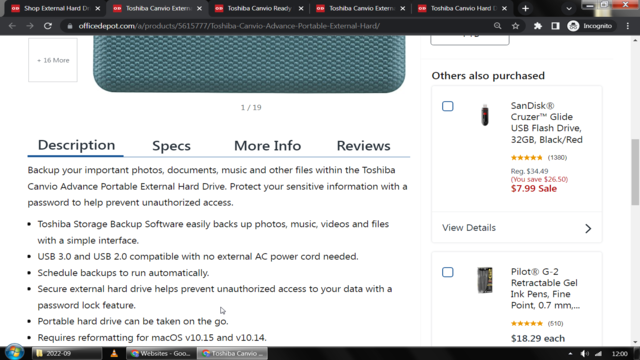 Shop External Hard D
Toshiba Canvio Extern
Toshiba Canvio Ready
Toshiba Canvio Extern
Toshiba Canvio Hard D
officedepot.com/a/products/5615777/Toshiba-Canvio-Advance-Portable-External-Hard/
Incognito
+ 16 More
1 / 19
Description
Specs
More Info
Reviews
Backup your important photos, documents, music and other files within the Toshiba
Canvio Advance Portable External Hard Drive. Protect your sensitive information with a
password to help prevent unauthorized access.
• Toshiba Storage Backup Software easily backs up photos, music, videos and files
with a simple interface.
• USB 3.0 and USB 2.0 compatible with no external AC power cord needed.
• Schedule backups to run automatically.
• Secure external hard drive helps prevent unauthorized access to your data with a
password lock feature.
• Portable hard drive can be taken on the go.
• Requires reformatting for macOS v10.15 and v10.14.
Others also purchased
SanDisk®
Cruzer™ Glide
USB Flash Drive,
32GB, Black/Red
(1380)
Reg. $34.49
(You save $26.50)
$7.99 Sale
View Details
Pilot® G-2
Retractable Gel
Ink Pens, Fine
Point, 0.7 mm,...
(510)
$18.29 each
2022-09
Websites - Goo...
Toshiba Canvio ...
12:00